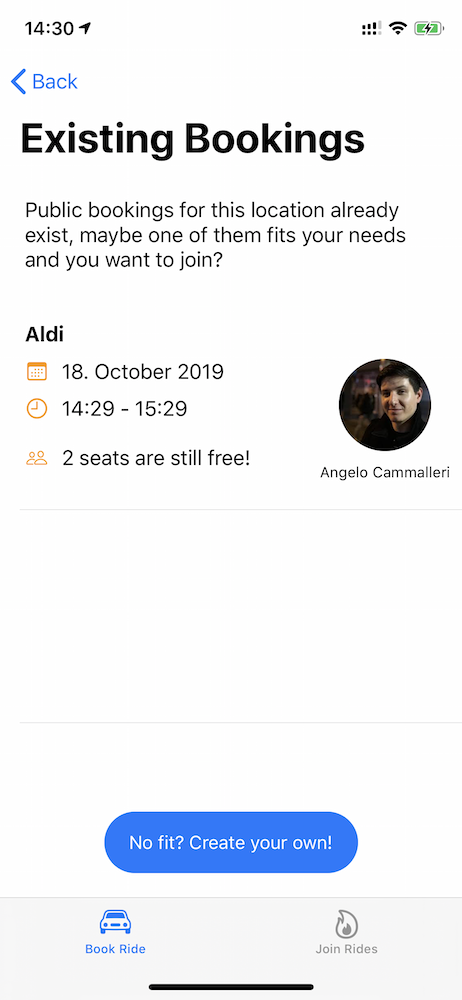 14:30
Back
Existing Bookings
Public bookings for this location already
exist, maybe one of them fits your needs
and you want to join?
Aldi
18. October 2019
14:29 - 15:29
2 seats are still free!
Angelo Cammalleri
No fit? Create your own!
Book Ride
Join Rides